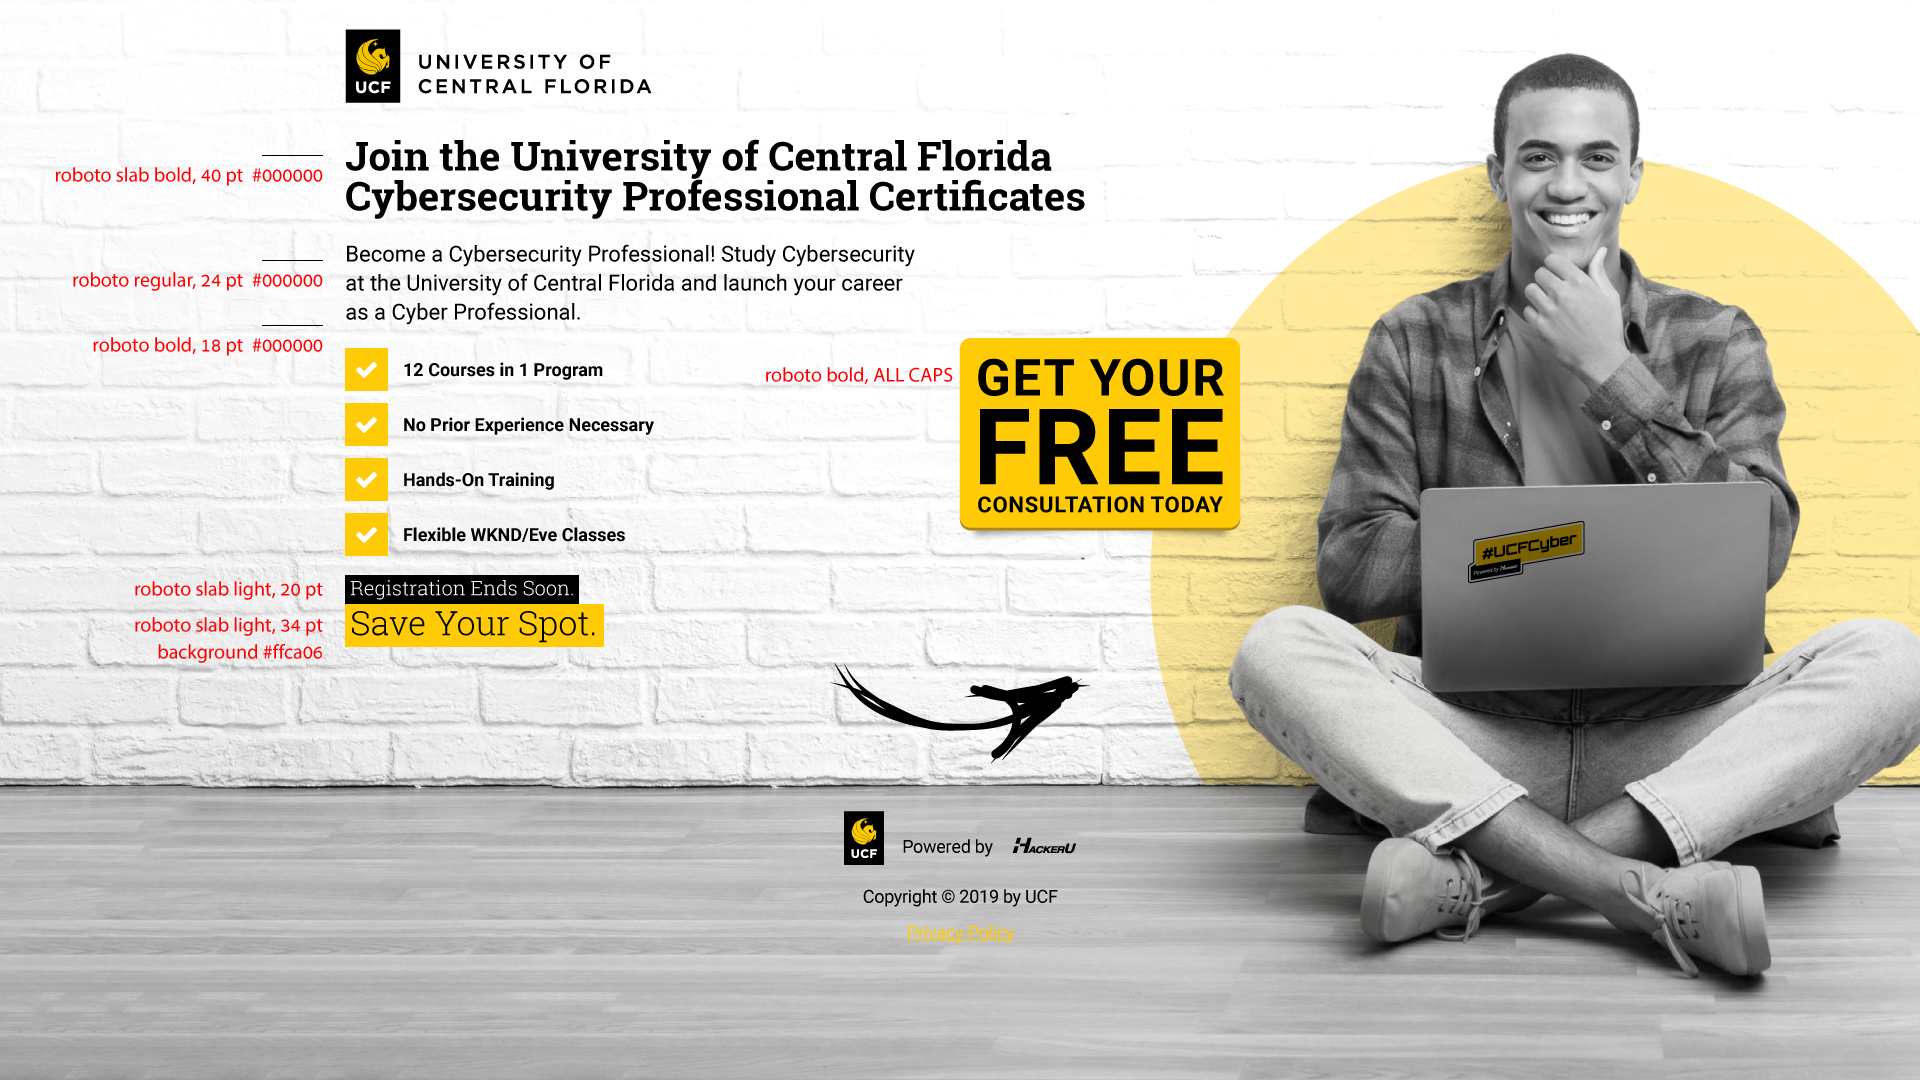 UCF
UNIVERSITY OF
CENTRAL FLORIDA
roboto slab bold, 40 pt #000000
Join the University of Central Florida
Cybersecurity Professional Certificates
roboto regular, 24 pt #000000
Become a Cybersecurity Professional! Study Cybersecurity
at the University of Central Florida and launch your career
as a Cyber Professional.
roboto bold, 18 pt #000000
12 Courses in 1 Program
No Prior Experience Necessary
Hands-On Training
Flexible WKND/Eve Classes
roboto bold, ALL CAPS
GET YOUR
FREE
CONSULTATION TODAY
#UCFCyber
Powered by HackerU
roboto slab light, 20 pt
Registration Ends Soon.
roboto slab light, 34 pt
background #ffca06
Save Your Spot.
UCF
Powered by HACKERU
Copyright © 2019 by UCF
Privacy Policy